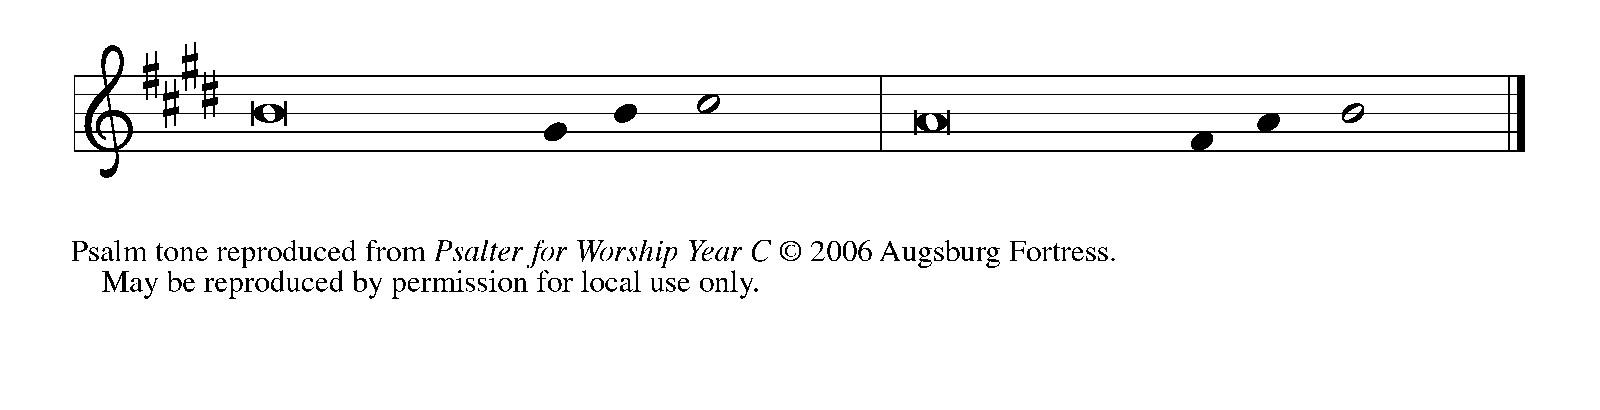 Psalm tone reproduced from Psalter for Worship Year C © 2006 Augsburg Fortress.
May be reproduced by permission for local use only.